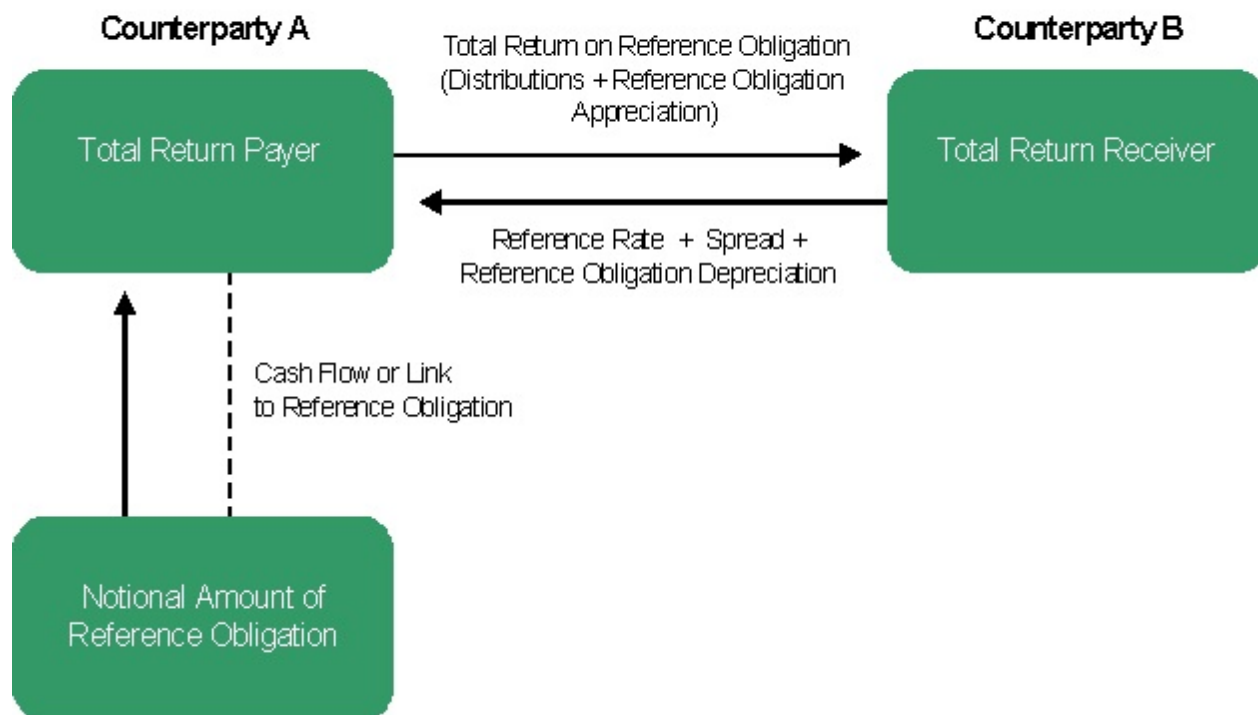 Counterparty A
Counterparty B
Total Return on Reference Obligation
(Distributions + Reference Obligation
Appreciation)
Total Return Payer
Total Return Receiver
Reference Rate + Spread +
Reference Obligation Depreciation
Cash Flow or Link
to Reference Obligation
Notional Amount of
Reference Obligation